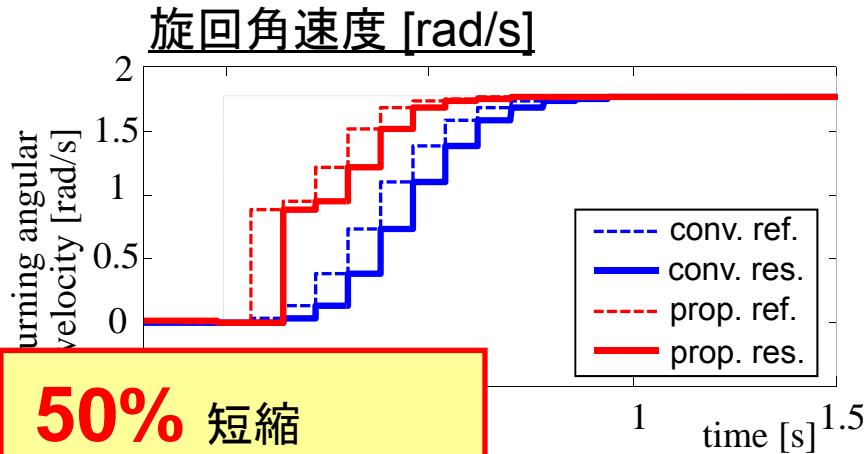 旋回角速度 [rad/s]
2
1.5
1
0.5
0
urning angular
velocity [rad/s]
conv. ref.
conv. res.
prop. ref.
prop. res.
1
1.5
time [s]
50% 短縮